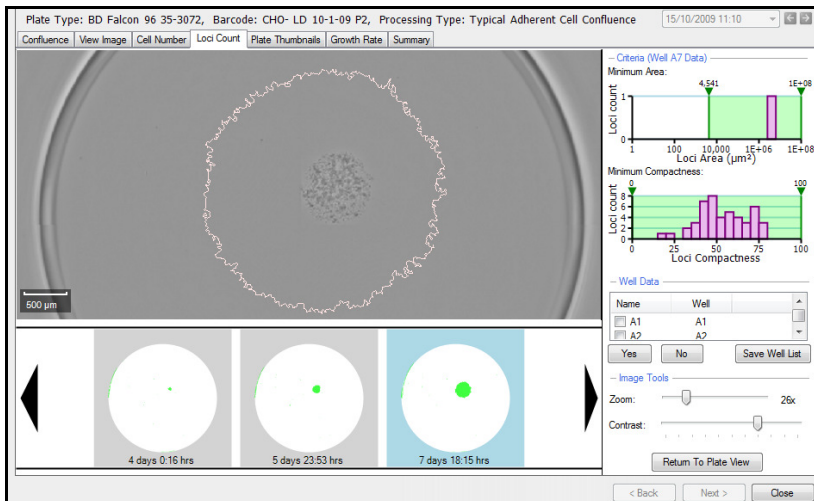 Plate Type: BD Falcon 96 35-3072, Barcode: CHO- LD 10-1-09 P2, Processing Type: Typical Adherent Cell Confluence
15/10/2009 11:10
Confluence View Image Cell Number Loci Count Plate Thumbnails Growth Rate Summary
Criteria (Well A7 Data)
Minimum Area:
4,541 1E+08
Loci count
1
0
1 100 10,000 1E+06 1E+08
Loci Area (µm²)
Minimum Compactness:
0 100
Loci count
8
6
4
2
0
0 25 50 75 100
Loci Compactness
500 µm
Well Data
Name Well
A1 A1
A2 A2
Yes No Save Well List
Image Tools
Zoom: 26x
Contrast:
Return To Plate View
4 days 0:16 hrs 5 days 23:53 hrs 7 days 18:15 hrs
< Back Next > Close